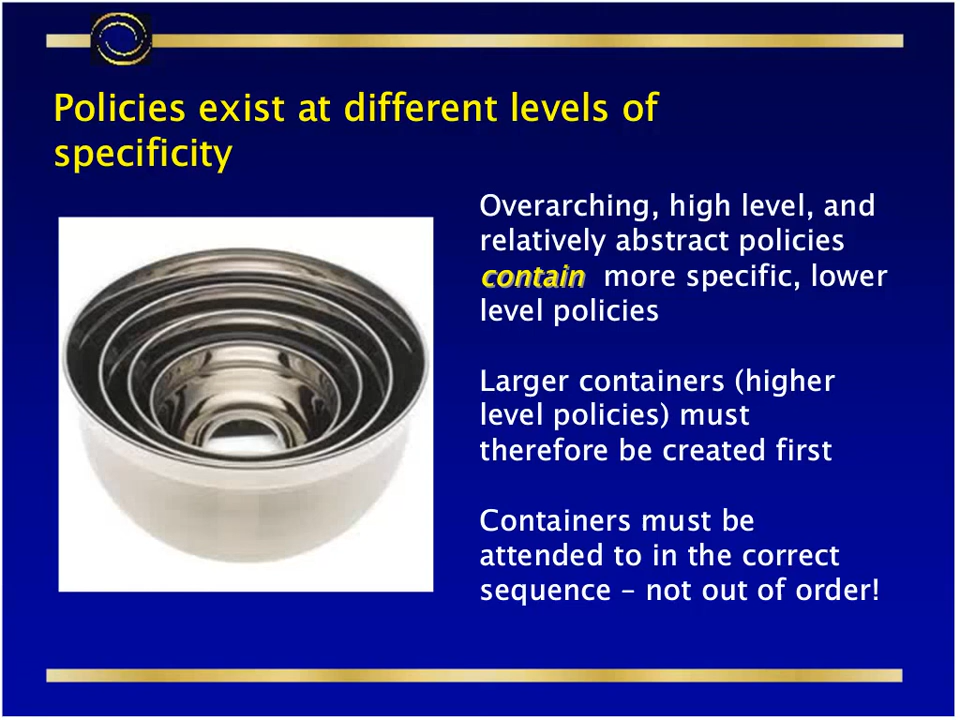 Policies exist at different levels of
specificity
Overarching, high level, and
relatively abstract policies
contain more specific, lower
level policies
Larger containers (higher
level policies) must
therefore be created first
Containers must be
attended to in the correct
sequence – not out of order!